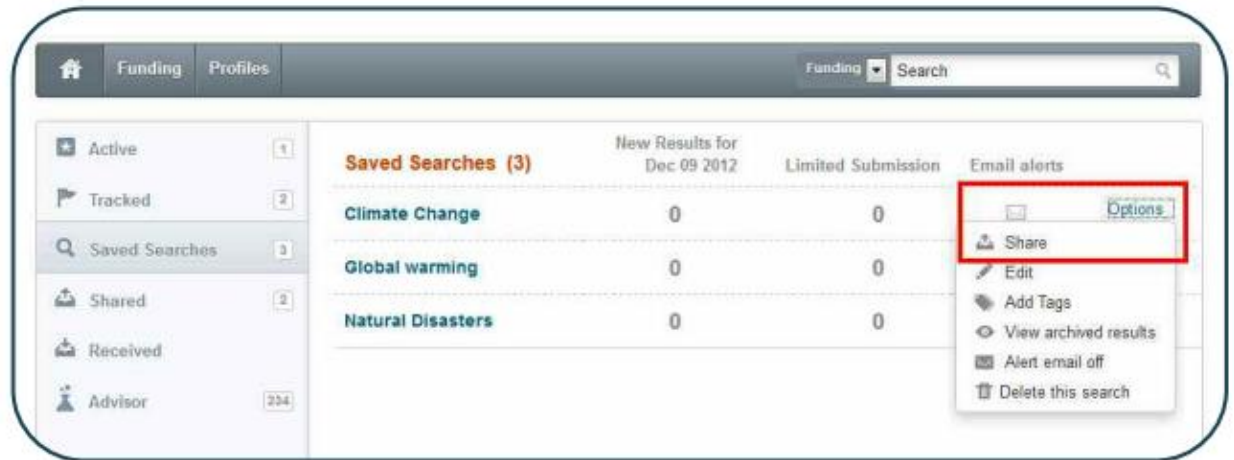 Funding Profiles Funding Search
Active 1
Tracked 2
Saved Searches 3
Shared 2
Received
Advisor 234
New Results for
Saved Searches (3) Dec 09 2012 Limited Submission Email alerts
Climate Change 0 0 Options
Global warming 0 0
Natural Disasters 0 0
Share
Edit
Add Tags
View archived results
Alert email off
Delete this search